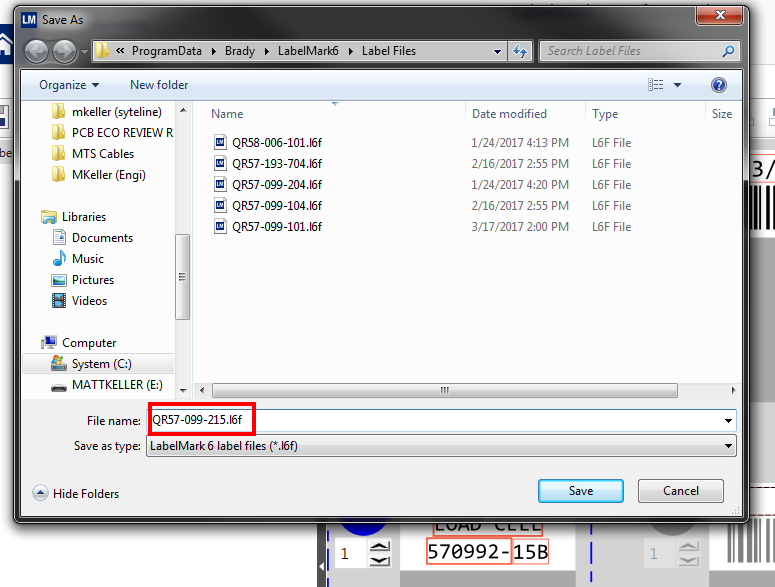 LM Save As
« ProgramData Brady LabelMark6 Label Files
Search Label Files
Organize New folder
mkeller (syteline)
PCB ECO REVIEW R
MTS Cables
MKeller (Engi)
Libraries
Documents
Music
Pictures
Videos
Computer
System (C:)
MATTKELLER (E:)
Name Date modified Type Size
QR58-006-101.l6f 1/24/2017 4:13 PM L6F File
QR57-193-704.l6f 2/16/2017 2:55 PM L6F File
QR57-099-204.l6f 1/24/2017 4:20 PM L6F File
QR57-099-104.l6f 2/16/2017 2:55 PM L6F File
QR57-099-101.l6f 3/17/2017 2:00 PM L6F File
File name: QR57-099-215.l6f
Save as type: LabelMark 6 label files (*.l6f)
Hide Folders
Save Cancel
3/
LOAD CELL
1 570992-15B 1